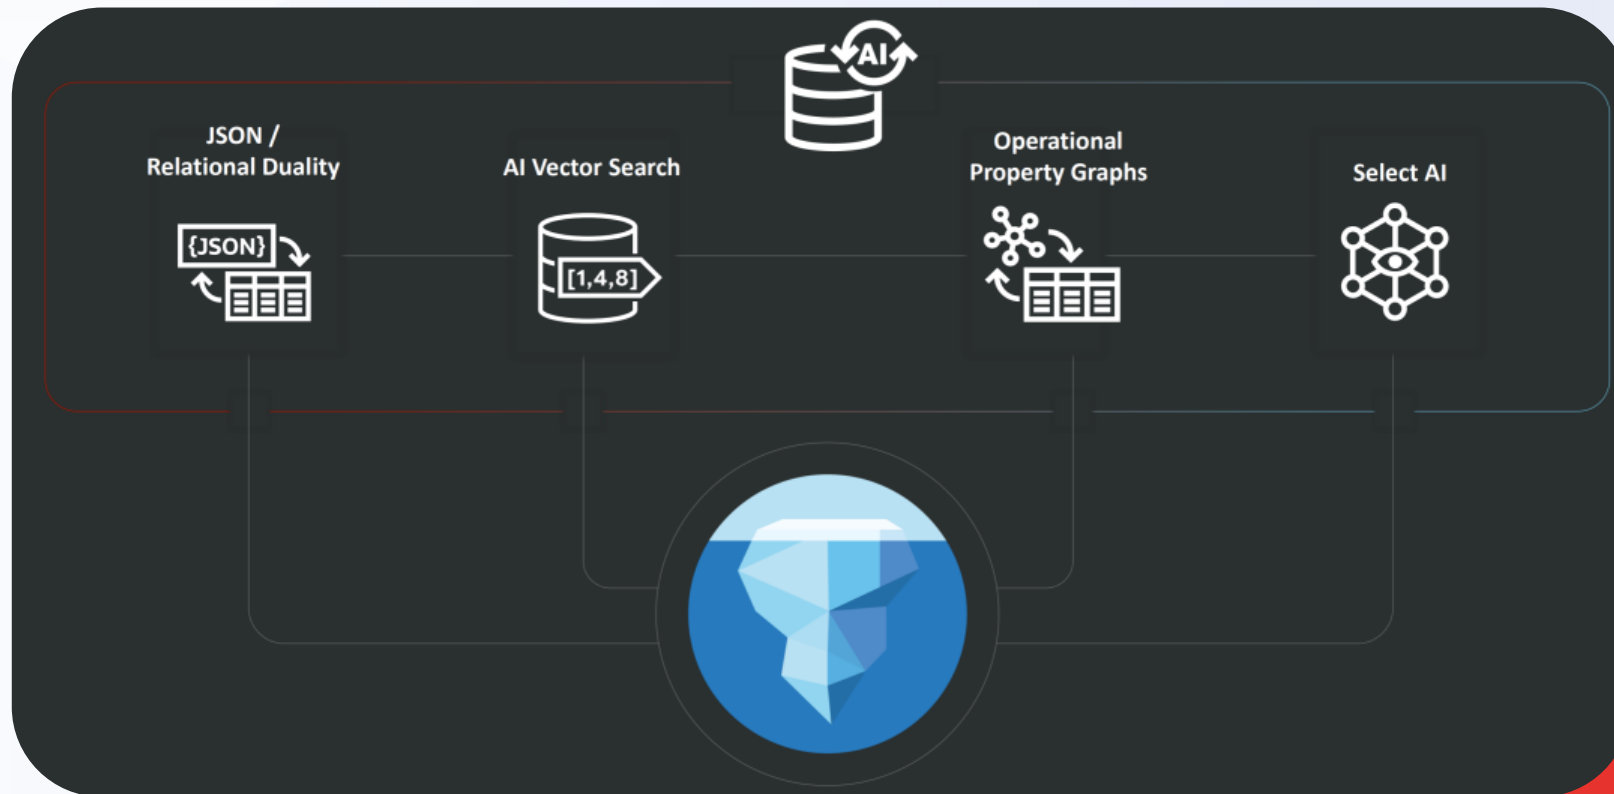 AI
JSON /
Relational Duality
AI Vector Search
Operational
Property Graphs
Select AI
{JSON}
[1,4,8]